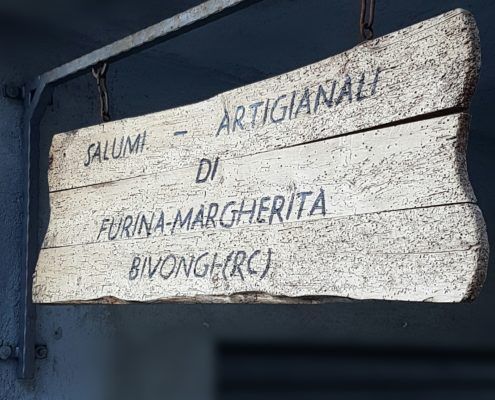 SALUMI - ARTIGIANALI
DI
FURINA-MARGHERITA
BIVONGI-(RC)